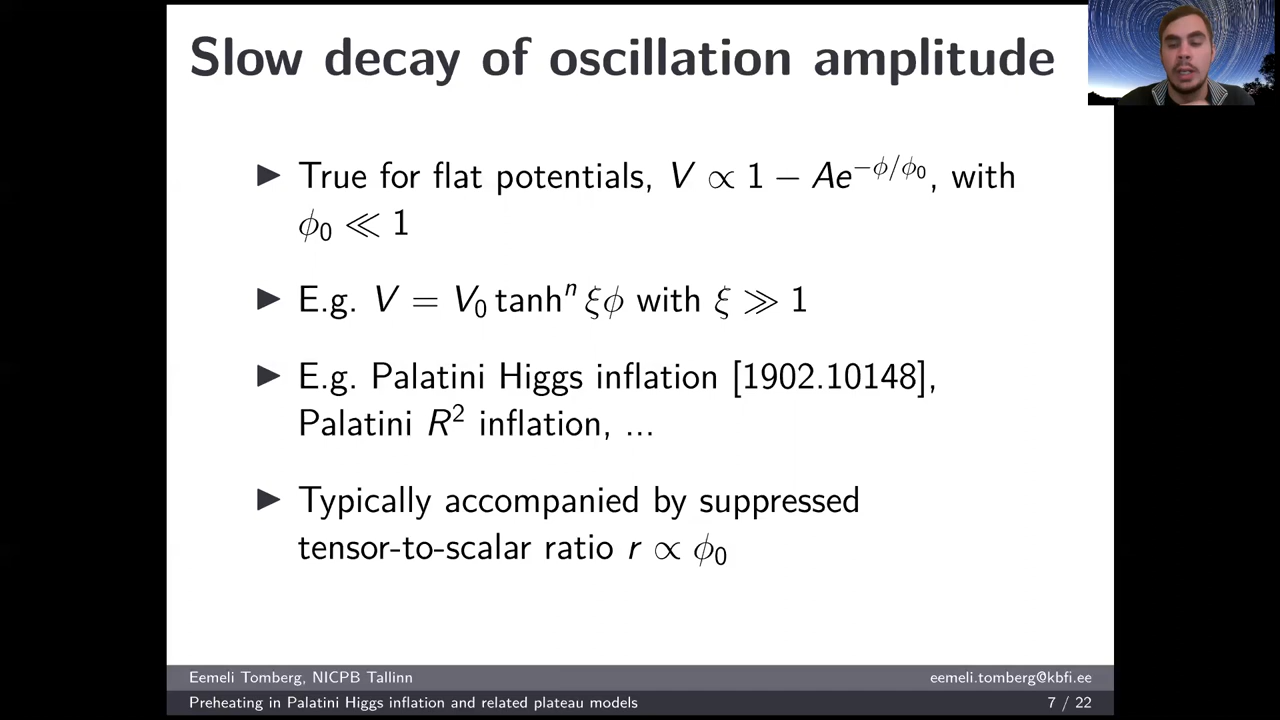 Slow decay of oscillation amplitude
▶ True for flat potentials, V ∝ 1 − Ae^{−ϕ/ϕ₀}, with
ϕ₀ ≪ 1
▶ E.g. V = V₀ tanhⁿ ξϕ with ξ ≫ 1
▶ E.g. Palatini Higgs inflation [1902.10148],
Palatini R² inflation, ...
▶ Typically accompanied by suppressed
tensor-to-scalar ratio r ∝ ϕ₀
Eemeli Tomberg, NICPB Tallinn eemeli.tomberg@kbfi.ee
Preheating in Palatini Higgs inflation and related plateau models 7 / 22